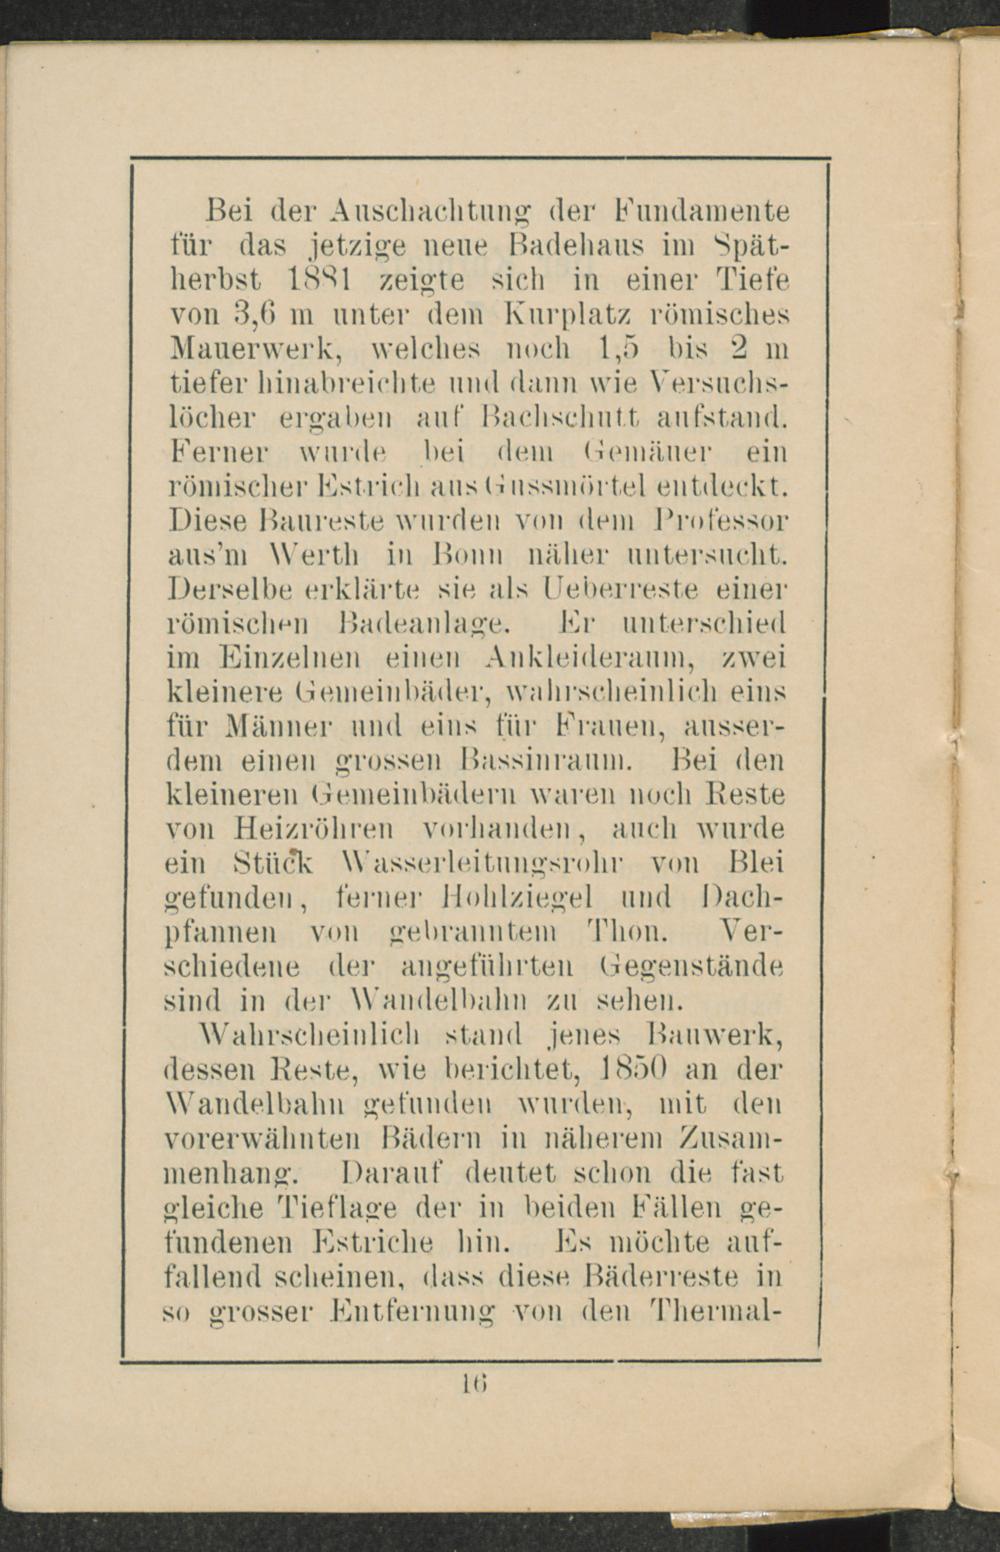 Bei der Auschachtung der Fundamente
für das jetzige neue Badehaus im Spät-
herbst 1881 zeigte sich in einer Tiefe
von 3,6 m unter dem Kurplatz römisches
Mauerwerk, welches noch 1,5 bis 2 m
tiefer hinabreichte und dann wie Versuchs-
löcher ergaben auf Bachschutt aufstand.
Ferner wurde bei dem Gemäuer ein
römischer Estrich aus Gussmörtel entdeckt.
Diese Baureste wurden von dem Professor
aus'm Werth in Bonn näher untersucht.
Derselbe erklärte sie als Ueberreste einer
römischen Badeanlage. Er unterschied
im Einzelnen einen Ankleideraum, zwei
kleinere Gemeinbäder, wahrscheinlich eins
für Männer und eins für Frauen, ausser-
dem einen grossen Bassinraum. Bei den
kleineren Gemeinbädern waren noch Reste
von Heizröhren vorhanden, auch wurde
ein Stück Wasserleitungsrohr von Blei
gefunden, ferner Hohlziegel und Dach-
pfannen von gebranntem Thon. Ver-
schiedene der angeführten Gegenstände
sind in der Wandelbahn zu sehen.
Wahrscheinlich stand jenes Bauwerk,
dessen Reste, wie berichtet, 1850 an der
Wandelbahn gefunden wurden, mit den
vorerwähnten Bädern in näherem Zusam-
menhang. Darauf deutet schon die fast
gleiche Tieflage der in beiden Fällen ge-
fundenen Estriche hin. Es möchte auf-
fallend scheinen, dass diese Bäderreste in
so grosser Entfernung von den Thermal-
16